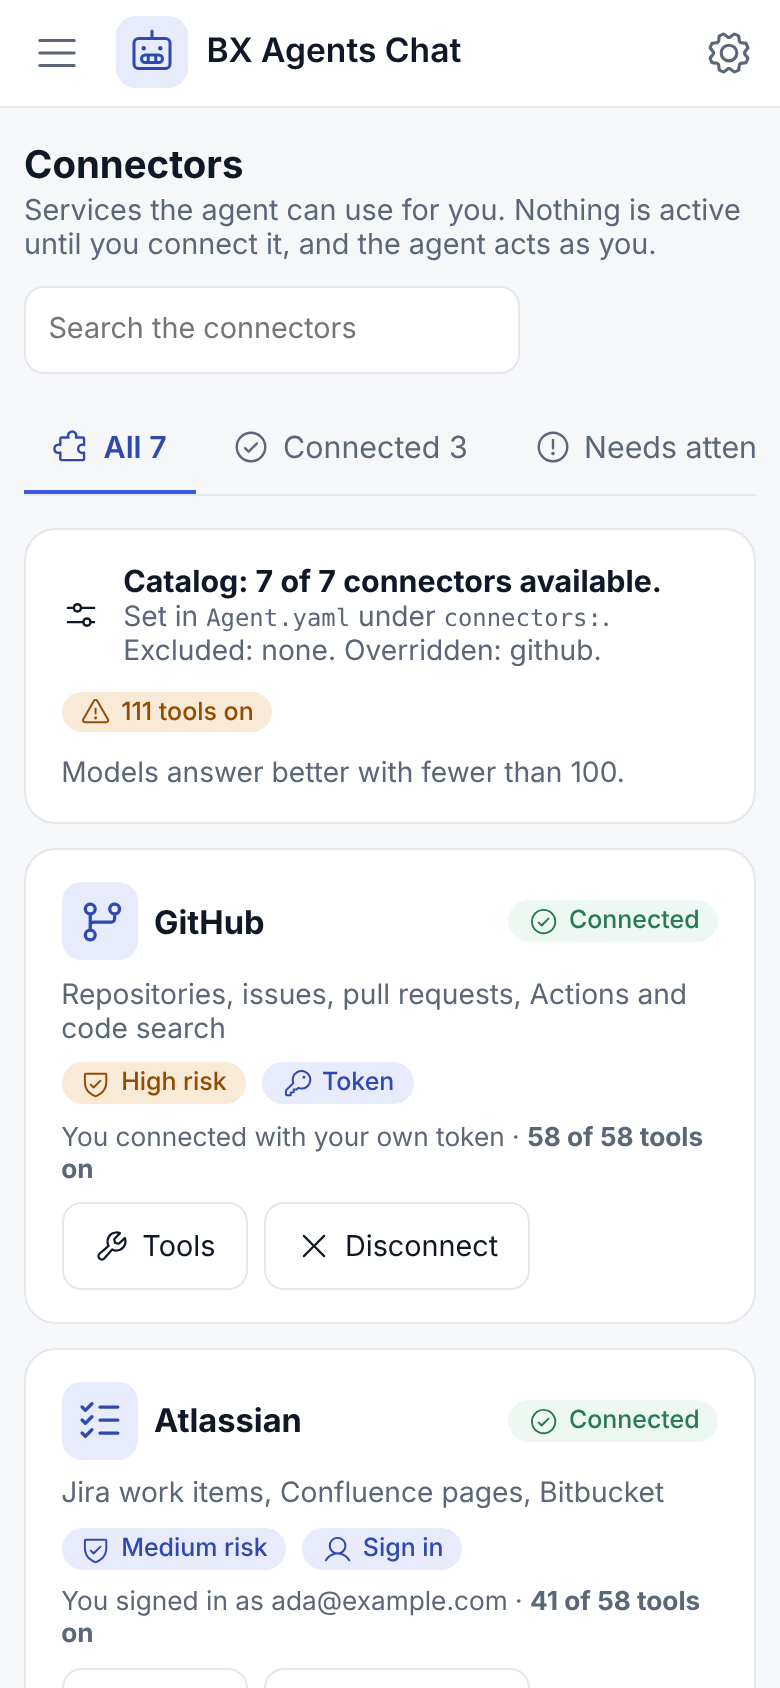 BX Agents Chat
Connectors
Services the agent can use for you. Nothing is active
until you connect it, and the agent acts as you.
Search the connectors
All 7
Connected 3
Needs atten
Catalog: 7 of 7 connectors available.
Set in Agent.yaml under connectors:.
Excluded: none. Overridden: github.
111 tools on
Models answer better with fewer than 100.
GitHub
Connected
Repositories, issues, pull requests, Actions and
code search
High risk
Token
You connected with your own token · 58 of 58 tools
on
Tools
Disconnect
Atlassian
Connected
Jira work items, Confluence pages, Bitbucket
Medium risk
Sign in
You signed in as ada@example.com · 41 of 58 tools
on